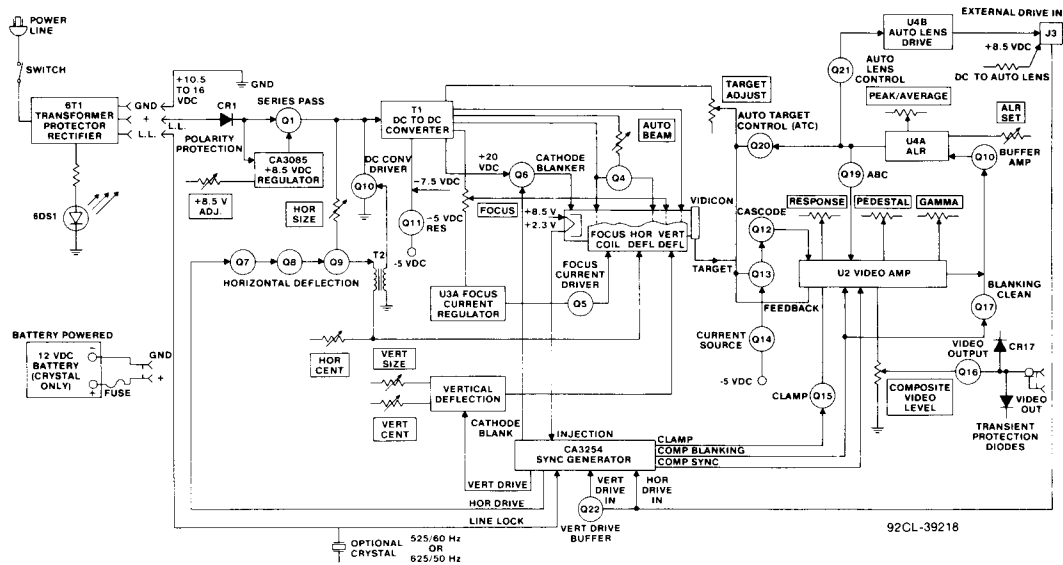 POWER
LINE
SWITCH
6T1
TRANSFORMER
PROTECTOR
RECTIFIER
GND
+
L.L.
+10.5
TO 16
VDC
GND
CR1
L.L.
POLARITY
PROTECTION
SERIES PASS
Q1
CA3085
+8.5 VDC
REGULATOR
+8.5 V
ADJ.
6DS1
T1
DC TO DC
CONVERTER
DC CONV
DRIVER
Q10
HOR
SIZE
-7.5 VDC
Q11
-5 VDC
RES
-5 VDC
+20
VDC
CATHODE
BLANKER
Q6
FOCUS
+8.5 V
+2.3 V
AUTO
BEAM
Q4
VIDICON
FOCUS HOR VERT
COIL DEFL DEFL
TARGET
Q7
Q8
Q9
HORIZONTAL DEFLECTION
T2
U3A FOCUS
CURRENT
REGULATOR
FOCUS
CURRENT
DRIVER
Q5
HOR
CENT
VERT
SIZE
VERT
CENT
VERTICAL
DEFLECTION
CATHODE
BLANK
INJECTION
CA3254
SYNC GENERATOR
VERT DRIVE
HOR DRIVE
LINE LOCK
VERT
DRIVE
IN
HOR
DRIVE
IN
Q22
VERT DRIVE
BUFFER
CLAMP
COMP BLANKING
COMP SYNC
OPTIONAL
CRYSTAL
525/60 Hz
OR
625/50 Hz
BATTERY POWERED
12 VDC
BATTERY
(CRYSTAL
ONLY)
-
+
FUSE
GND
+
TARGET
ADJUST
AUTO TARGET
CONTROL (ATC)
Q20
AUTO
LENS
CONTROL
Q21
U4B
AUTO LENS
DRIVE
EXTERNAL DRIVE IN
J3
+8.5 VDC
DC TO AUTO LENS
PEAK/AVERAGE
U4A
ALR
ALR
SET
BUFFER
AMP
Q10
Q19
ABC
RESPONSE
PEDESTAL
GAMMA
CASCODE
Q12
Q13
U2 VIDEO AMP
FEEDBACK
CURRENT
SOURCE
Q14
-5 VDC
CLAMP
Q15
BLANKING
CLEAN
Q17
VIDEO
OUTPUT
Q16
CR17
COMPOSITE
VIDEO
LEVEL
VIDEO
OUT
TRANSIENT
PROTECTION
DIODES
92CL-39218